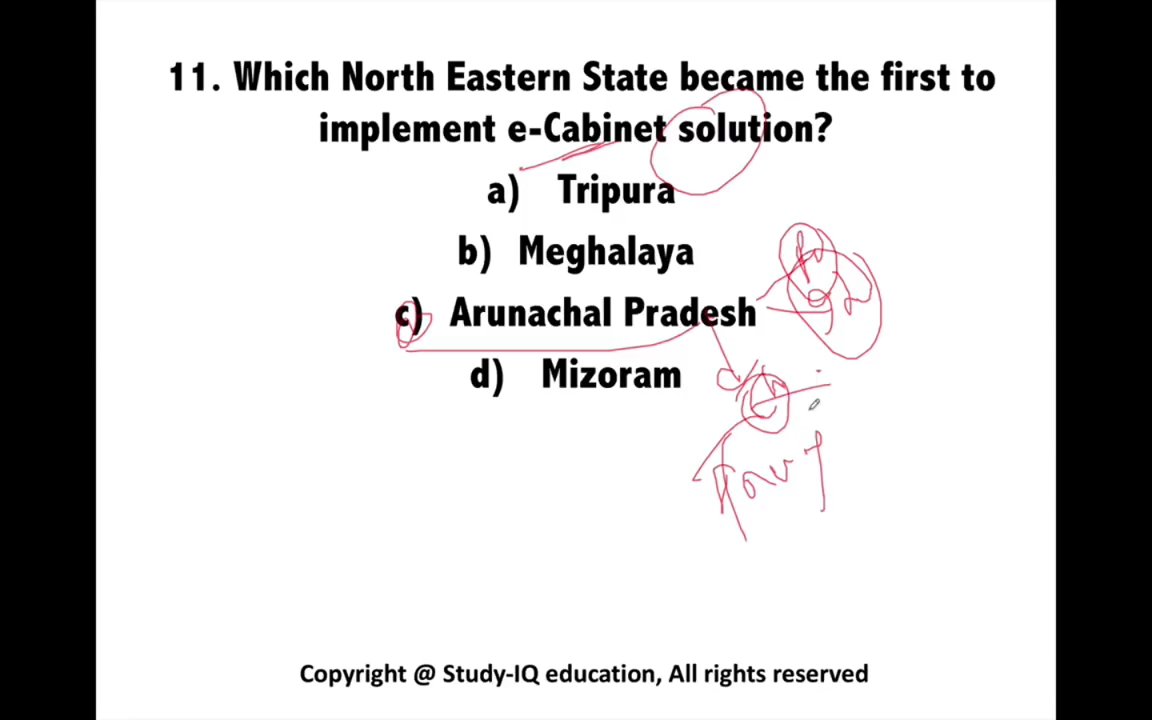 11. Which North Eastern State became the first to
implement e-Cabinet solution?
a) Tripura
b) Meghalaya
c) Arunachal Pradesh
d) Mizoram
Copyright @ Study-IQ education, All rights reserved